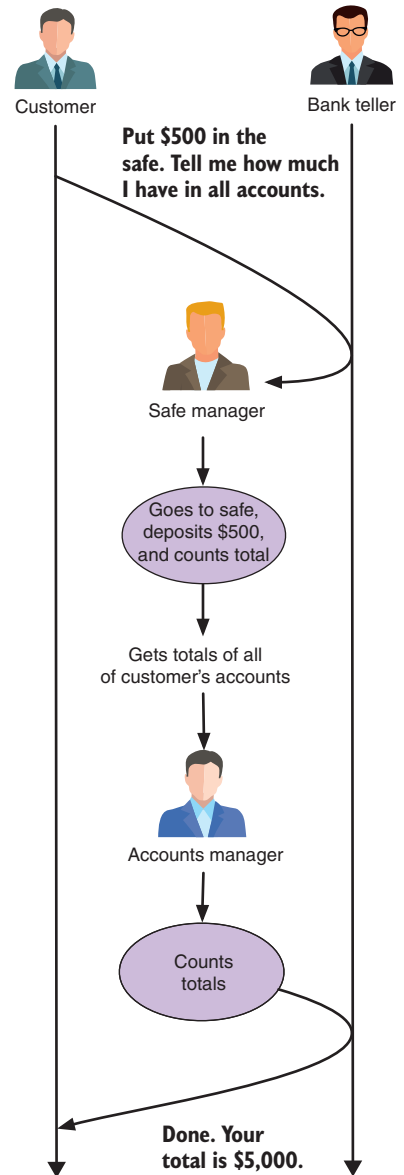 Customer
Bank teller
Put $500 in the
safe. Tell me how much
I have in all accounts.
Safe manager
Goes to safe,
deposits $500,
and counts total
Gets totals of all
of customer's accounts
Accounts manager
Counts
totals
Done. Your
total is $5,000.